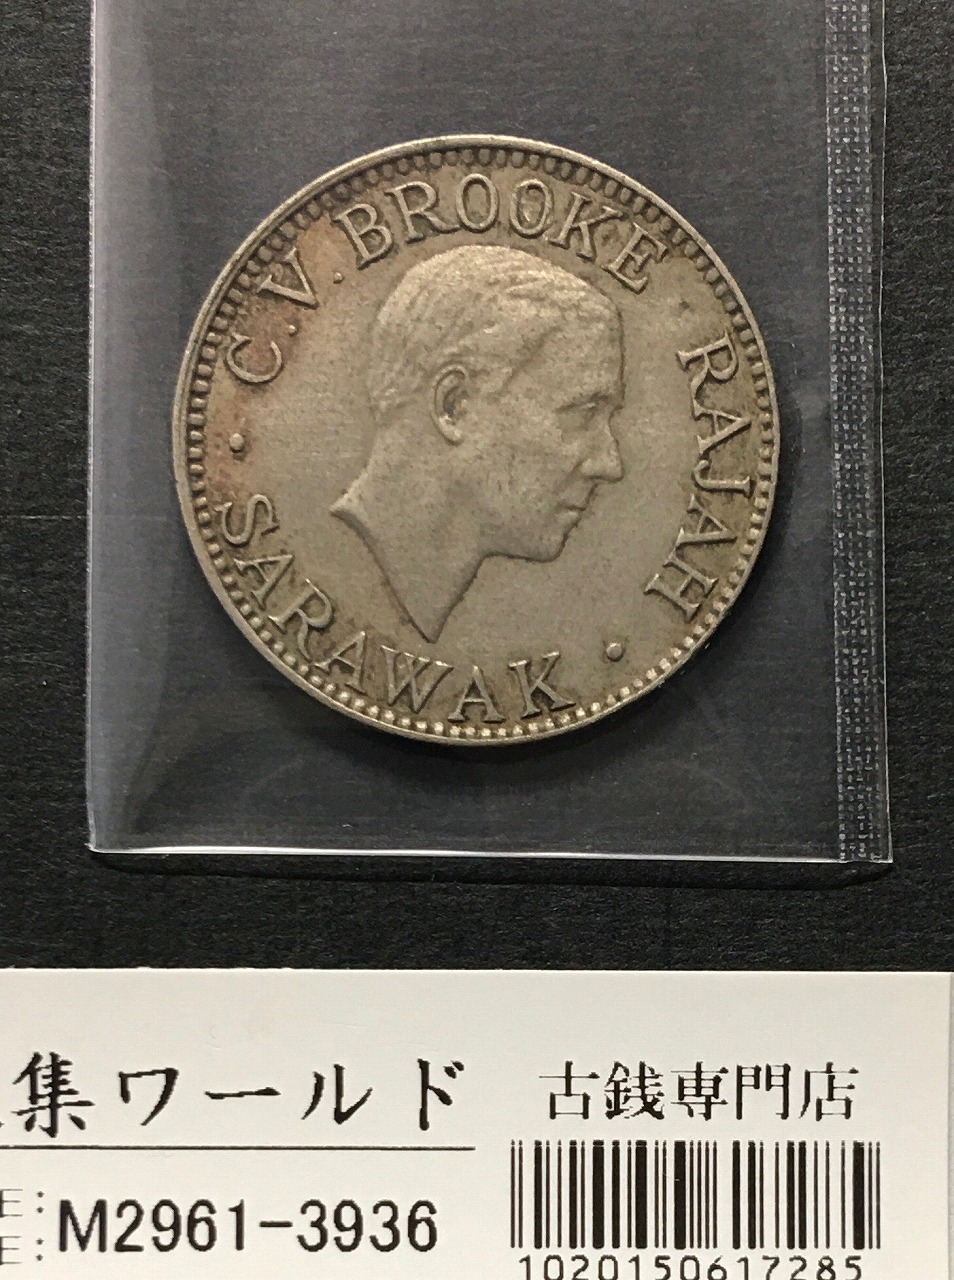 C.V. BROOKE RAJAH
SARAWAK
集ワールド
古銭専門店
E:
M2961-3936
E:
1020150617285